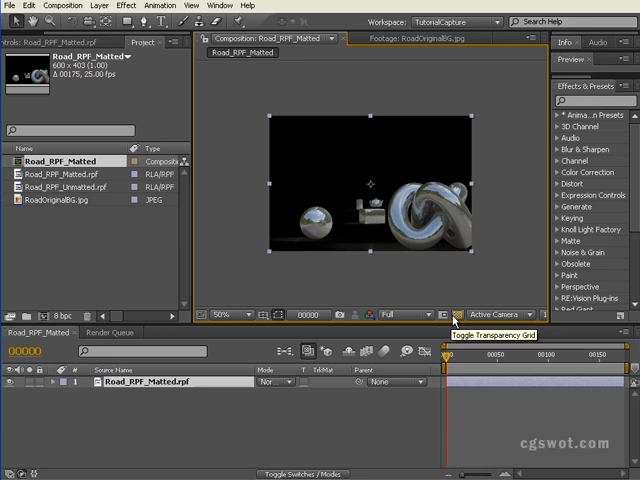 File Edit Composition Layer Effect Animation View Window Help
Workspace: TutorialCapture Search Help
ntrols: Road_RPF_Matted.rpf Project Composition: Road_RPF_Matted Footage: RoadOriginalBG.jpg Info Audio
Road_RPF_Matted Road_RPF_Matted
600 x 403 (1.00) Preview
Δ 00175, 25.00 fps
Effects & Presets
* Anima...n Presets
3D Channel
Audio
Name Type Blur & Sharpen
Road_RPF_Matted Composit Channel
Road_RPF_Matted.rpf RLA/RPF Color Correction
Road_RPF_Unmatted.rpf RLA/RPF Distort
RoadOriginalBG.jpg JPEG Expression Controls
Generate
Keying
Knoll Light Factory
Matte
Noise & Grain
Obsolete
Paint
Perspective
RE:Vision Plug-ins
Red Giant
8 bpc 50% 00000 Full Active Camera 1
Toggle Transparency Grid
Road_RPF_Matted Render Queue
00000 00050 00100 00150
# Source Name Mode T TrkMat Parent
1 Road_RPF_Matted.rpf Nor... None
cgswot.com
Toggle Switches / Modes